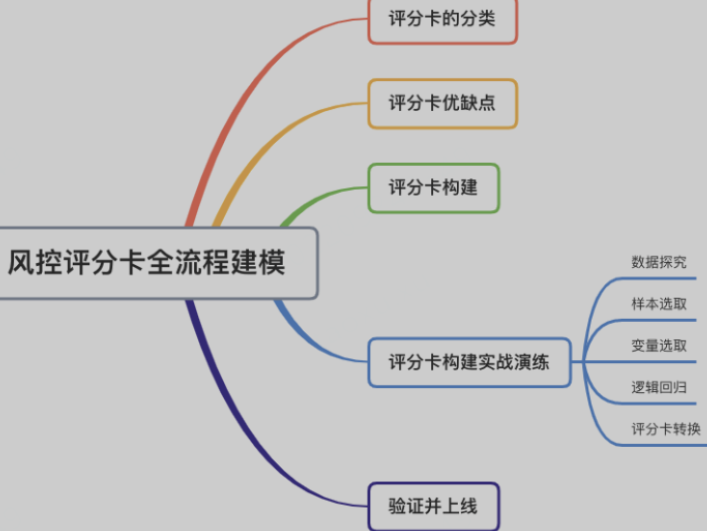 评分卡的分类
评分卡优缺点
评分卡构建
风控评分卡全流程建模
评分卡构建实战演练
数据探究
样本选取
变量选取
逻辑回归
评分卡转换
验证并上线